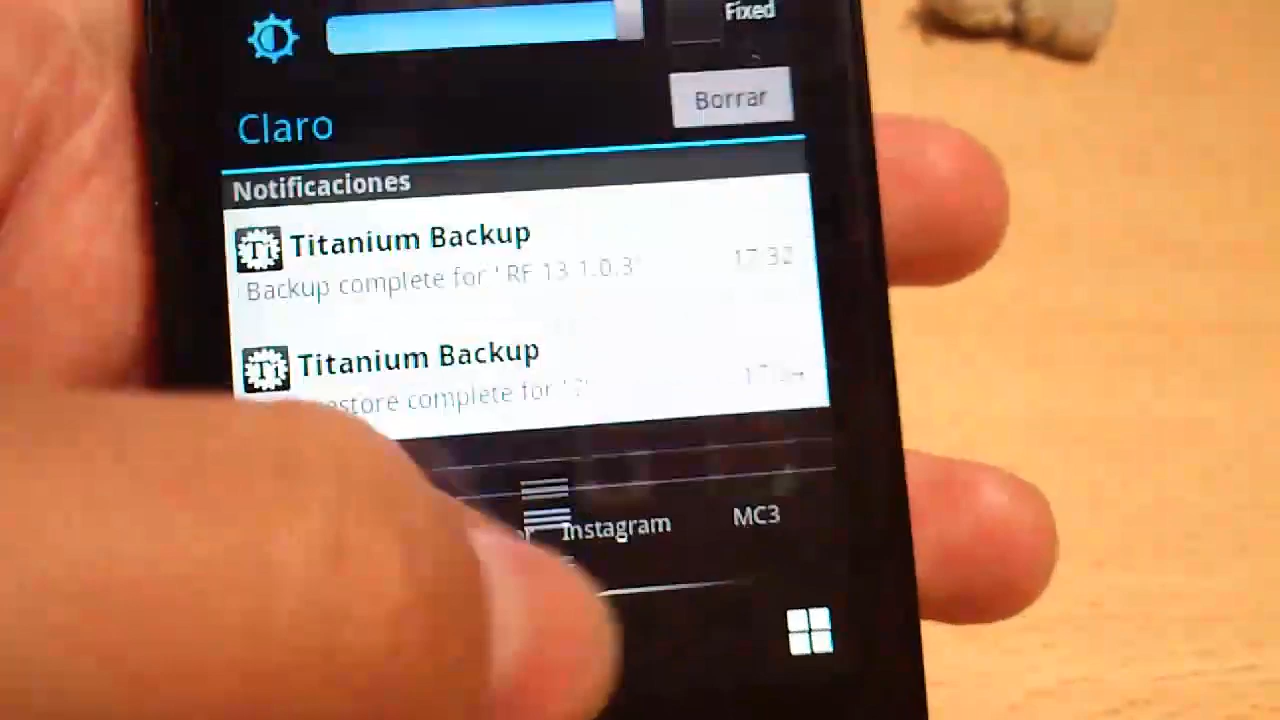 Fixed
Borrar
Claro
Notificaciones
Titanium Backup
Backup complete for ' RF 13 1.0.3'
17:32
Titanium Backup
complete for
Instagram
MC3